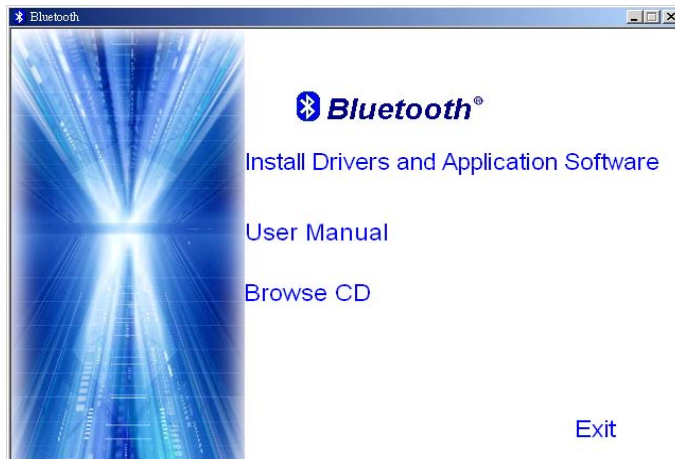 Bluetooth
Bluetooth®
Install Drivers and Application Software
User Manual
Browse CD
Exit